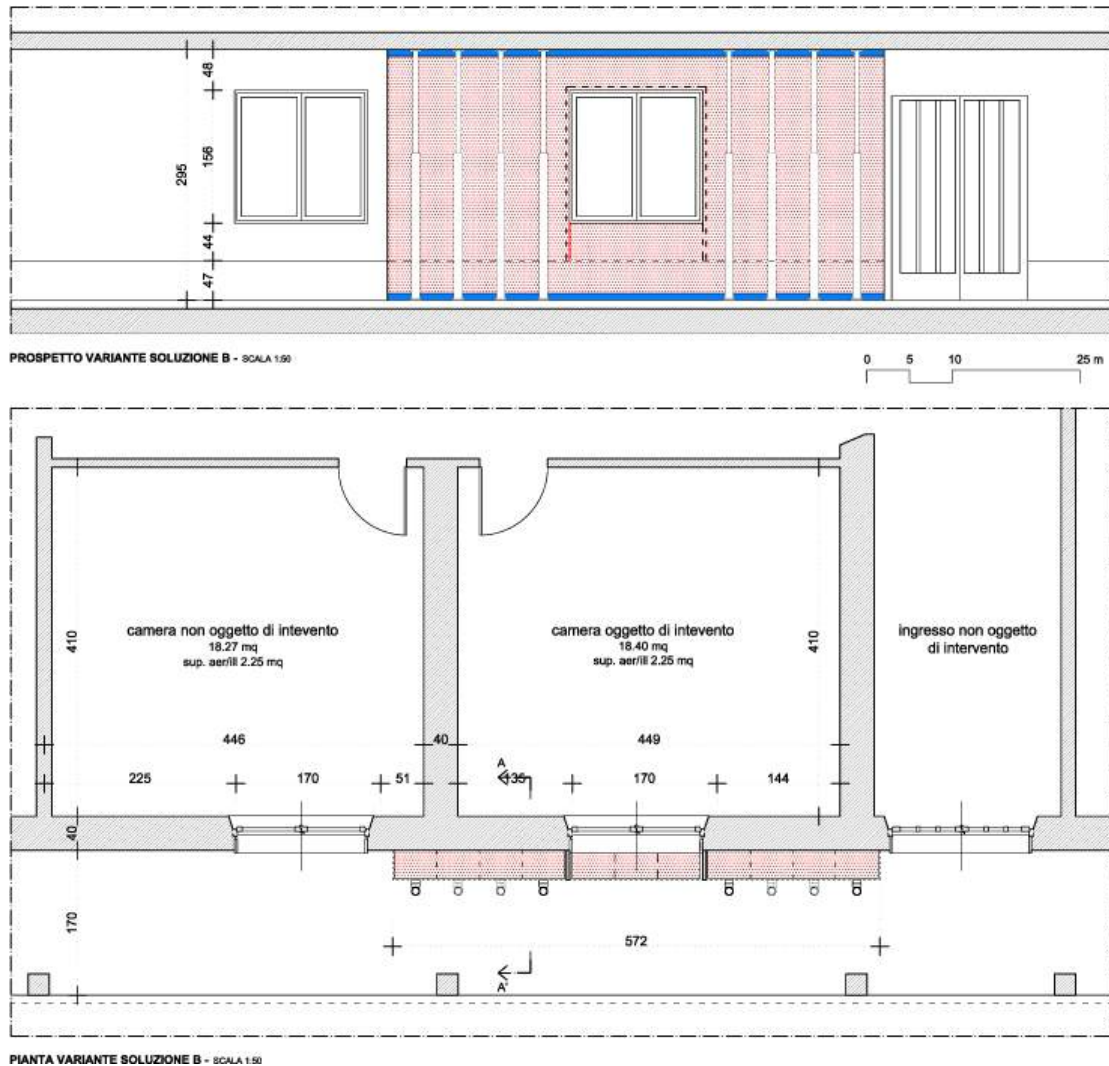 48
156
295
44
47
PROSPETTO VARIANTE SOLUZIONE B - SCALA 1:50
0 5 10 25 m
camera non oggetto di intevento
18.27 mq
sup. aer/ill 2.25 mq
camera oggetto di intevento
18.40 mq
sup. aer/ill 2.25 mq
ingresso non oggetto
di intervento
410
410
446
40
449
225
170
51
A
135
170
144
40
170
572
A'
PIANTA VARIANTE SOLUZIONE B - SCALA 1:50